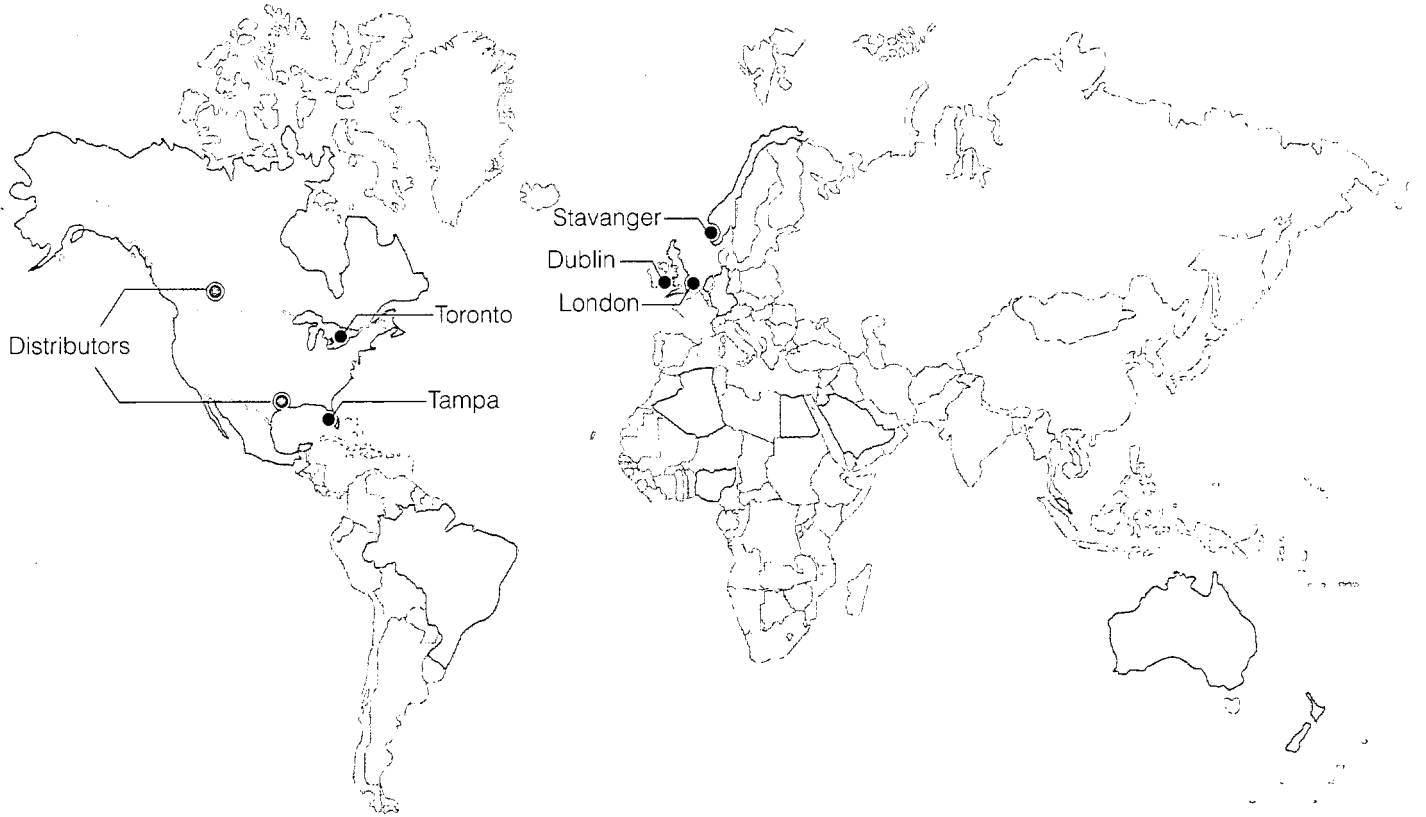 Stavanger
Dublin
London
Toronto
Distributors
Tampa